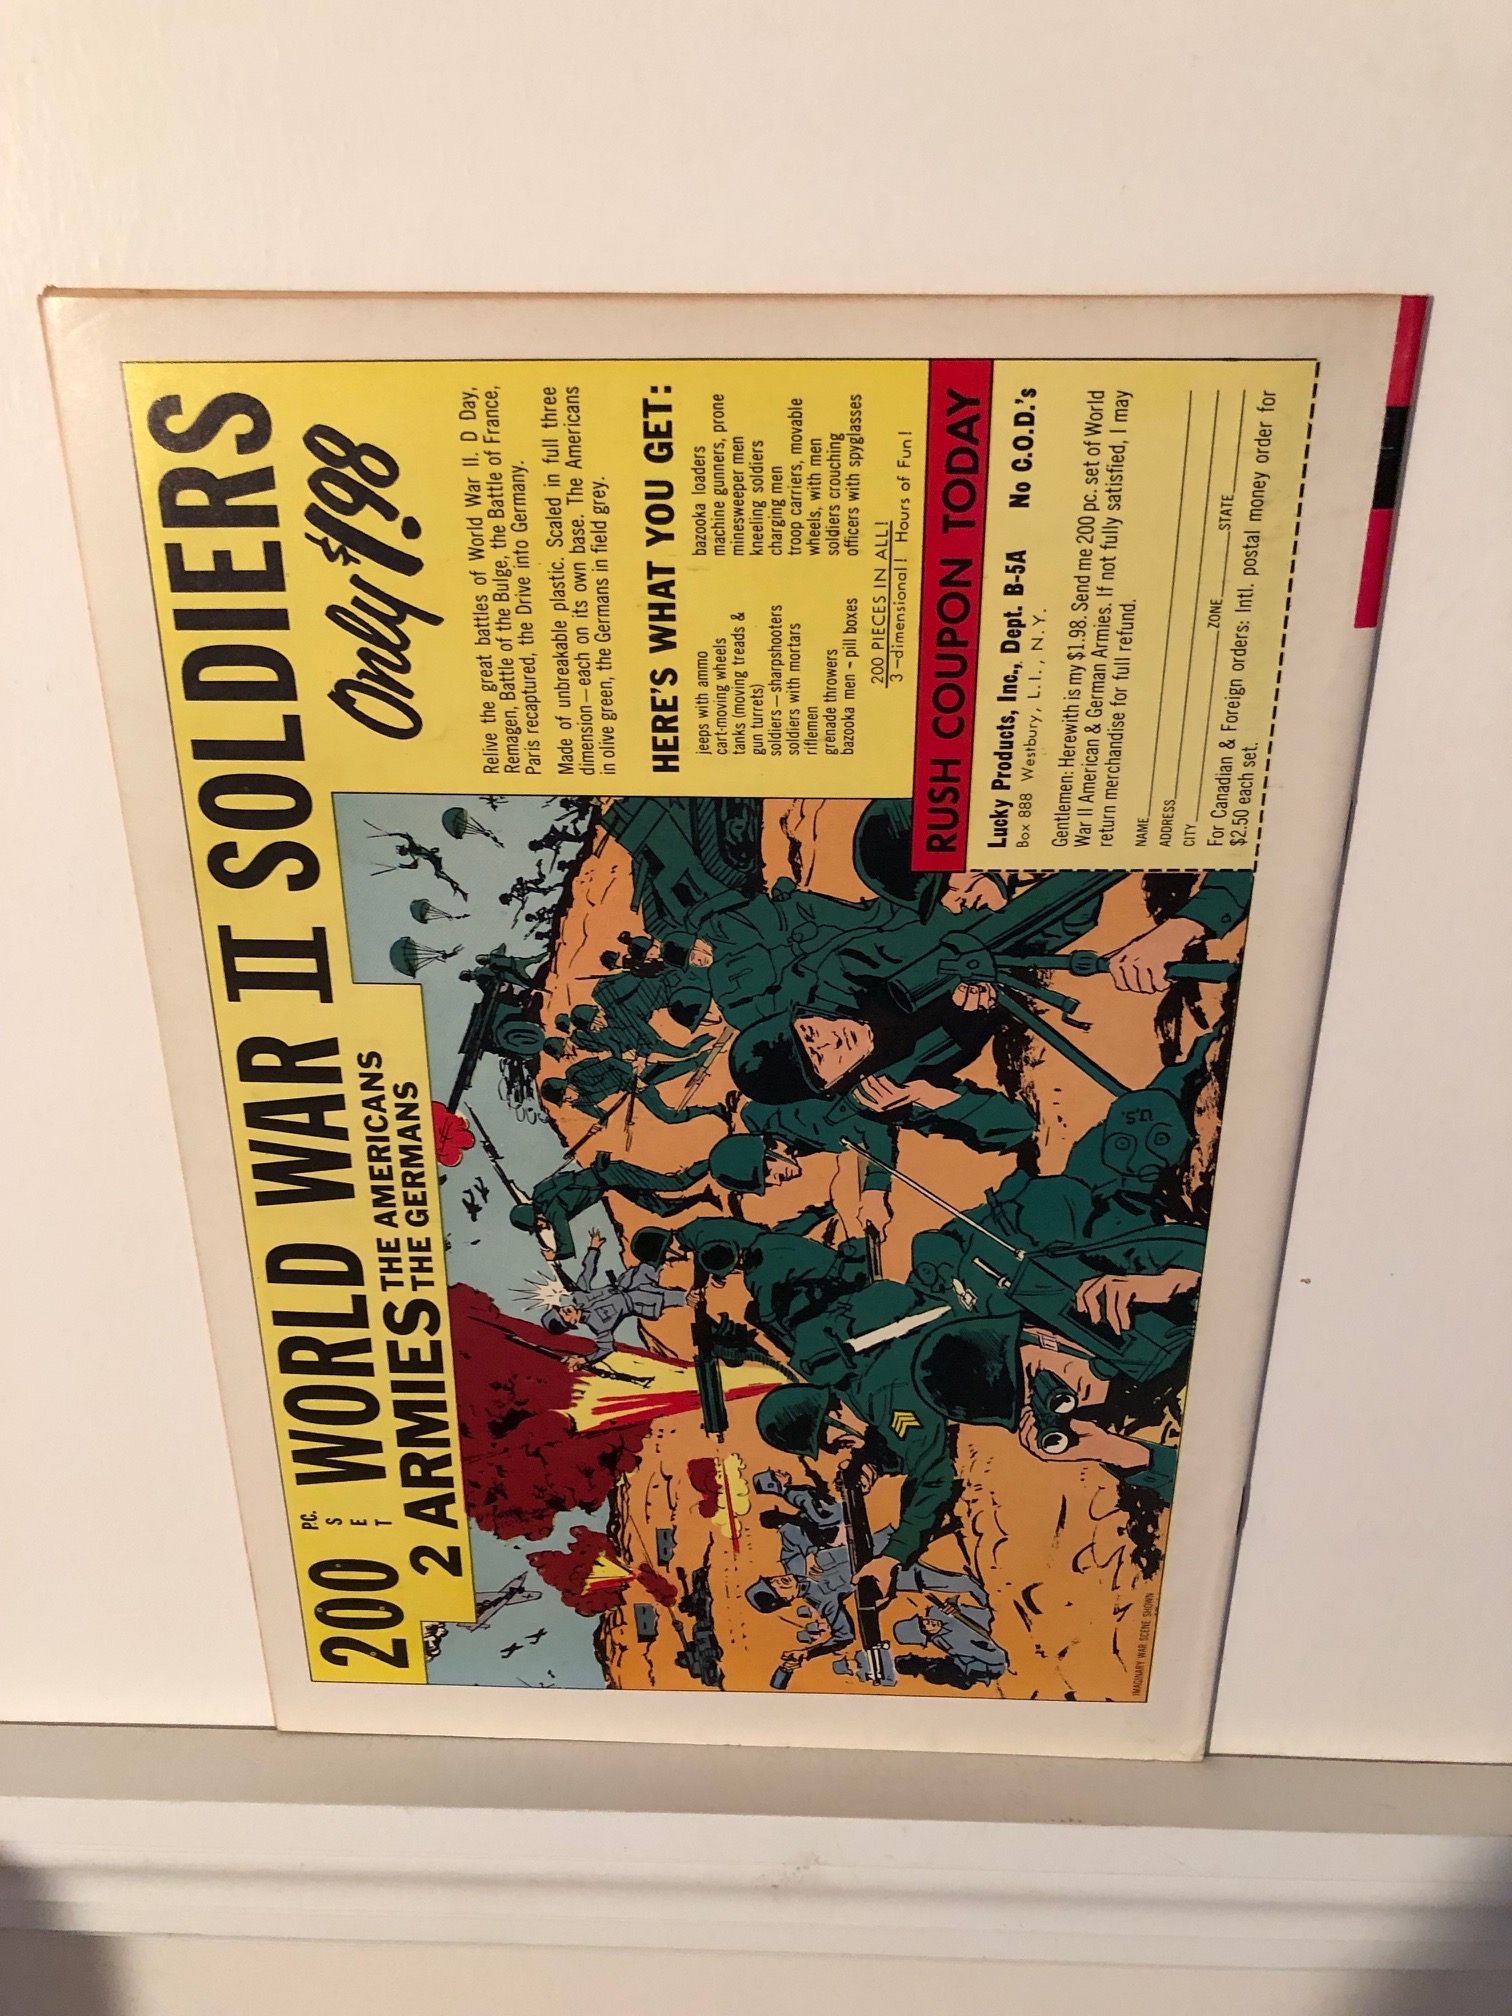 200 PC. SET WORLD WAR II SOLDIERS
2 ARMIES THE AMERICANS
THE GERMANS
Only $1.98
Relive the great battles of World War II. D Day,
Remagen, Battle of the Bulge, the Battle of France,
Paris recaptured, the Drive into Germany.
Made of unbreakable plastic. Scaled in full three
dimension—each on its own base. The Americans
in olive green, the Germans in field grey.
HERE'S WHAT YOU GET:
jeeps with ammo
cart-moving wheels
tanks (moving treads &
gun turrets)
soldiers—sharpshooters
soldiers with mortars
riflemen
grenade throwers
bazooka men - pill boxes
bazooka loaders
machine gunners, prone
minesweeper men
kneeling soldiers
charging men
troop carriers, movable
wheels, with men
soldiers crouching
officers with spyglasses
200 PIECES IN ALL!
3-dimensional! Hours of Fun!
RUSH COUPON TODAY
Lucky Products, Inc., Dept. B-5A No C.O.D.'s
Box 888 Westbury, L.I., N.Y.
Gentlemen: Herewith is my $1.98. Send me 200 pc. set of World
War II American & German Armies. If not fully satisfied, I may
return merchandise for full refund.
NAME
ADDRESS
CITY ZONE STATE
For Canadian & Foreign orders: Intl. postal money order for
$2.50 each set.
U.S.
IMAGINARY WAR SCENE SHOWN